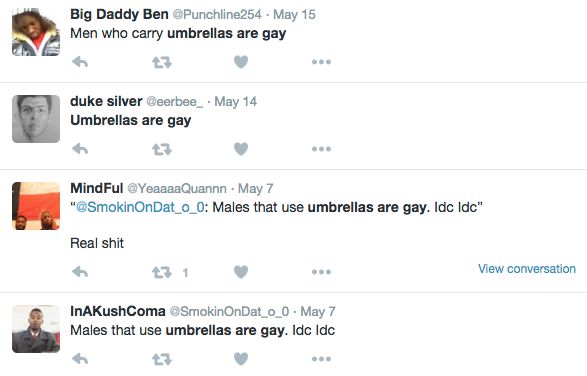 Big Daddy Ben @Punchline254 · May 15
Men who carry umbrellas are gay
duke silver @eerbee_ · May 14
Umbrellas are gay
MindFul @YeaaaaQuannn · May 7
“@SmokinOnDat_o_0: Males that use umbrellas are gay. Idc Idc”
Real shit
1
View conversation
InAKushComa @SmokinOnDat_o_0 · May 7
Males that use umbrellas are gay. Idc Idc